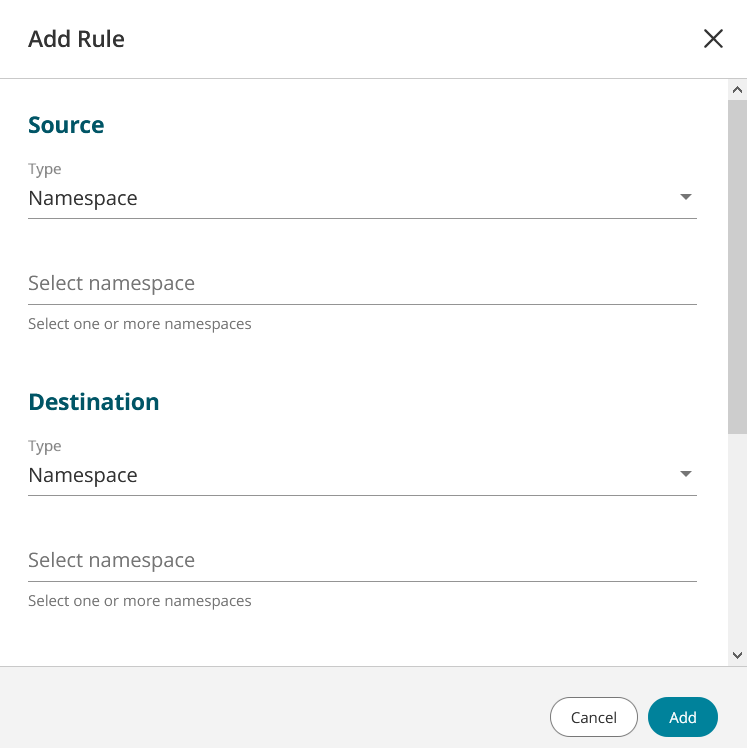 Add Rule
Source
Type
Namespace
Select namespace
Select one or more namespaces
Destination
Type
Namespace
Select namespace
Select one or more namespaces
Cancel
Add